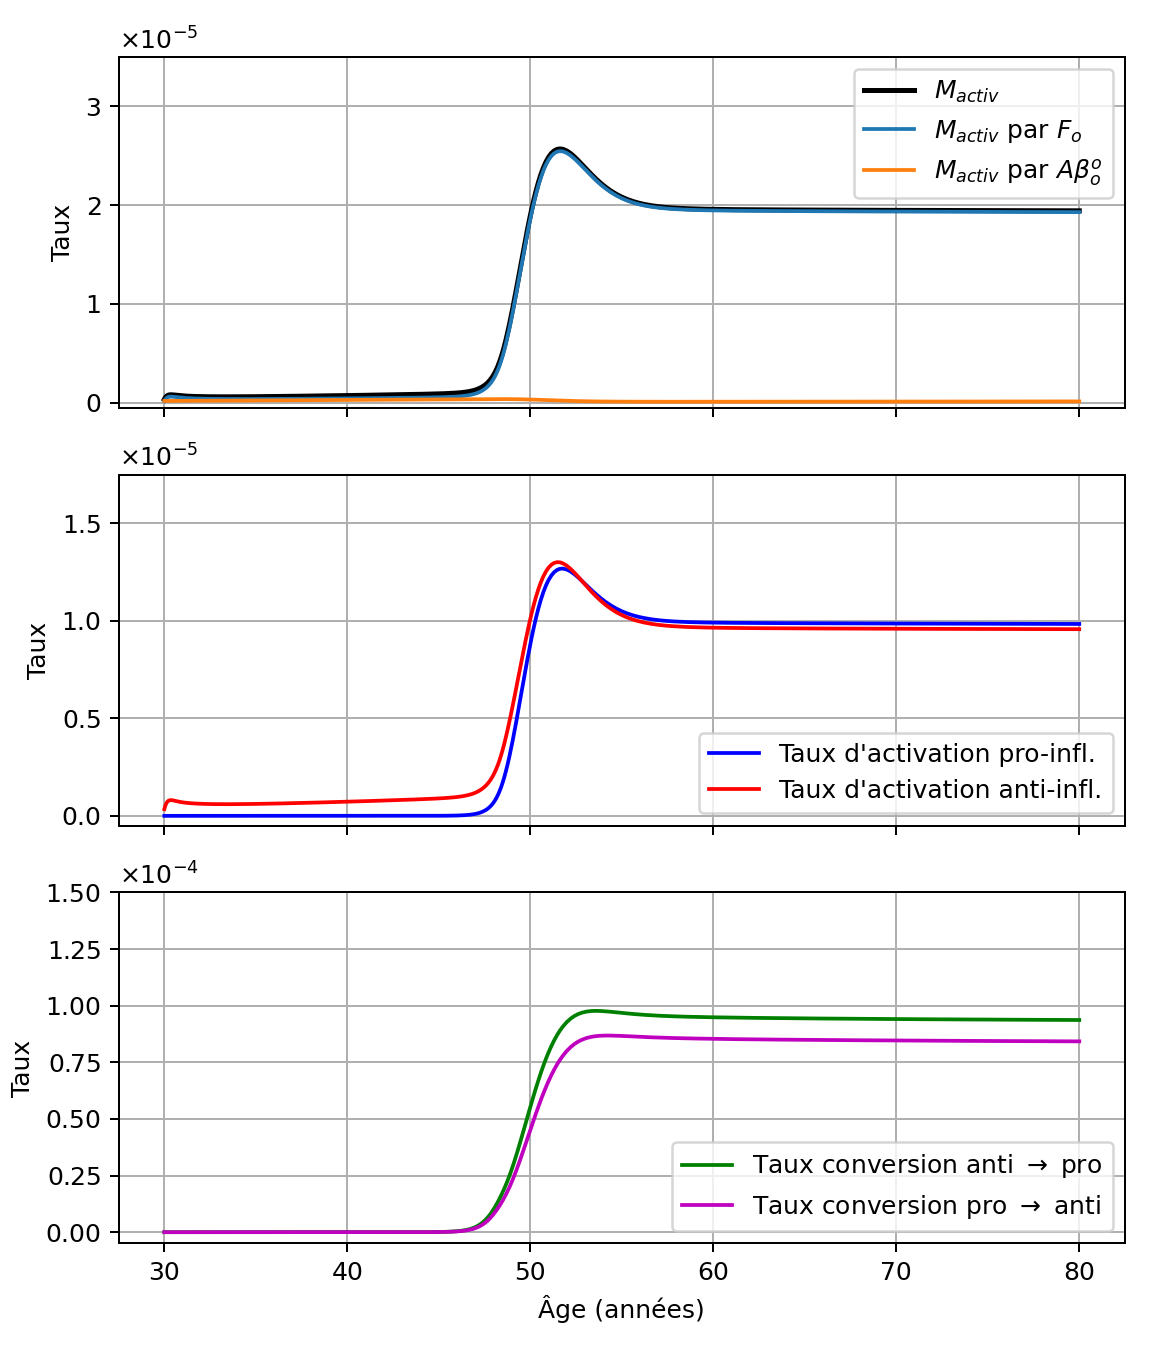 ×10⁻⁵
3
2
1
0
Taux
M_activ
M_activ par F_o
M_activ par Aβ_o^o
×10⁻⁵
1.5
1.0
0.5
0.0
Taux
Taux d'activation pro-infl.
Taux d'activation anti-infl.
×10⁻⁴
1.50
1.25
1.00
0.75
0.50
0.25
0.00
Taux
Taux conversion anti → pro
Taux conversion pro → anti
30 40 50 60 70 80
Âge (années)